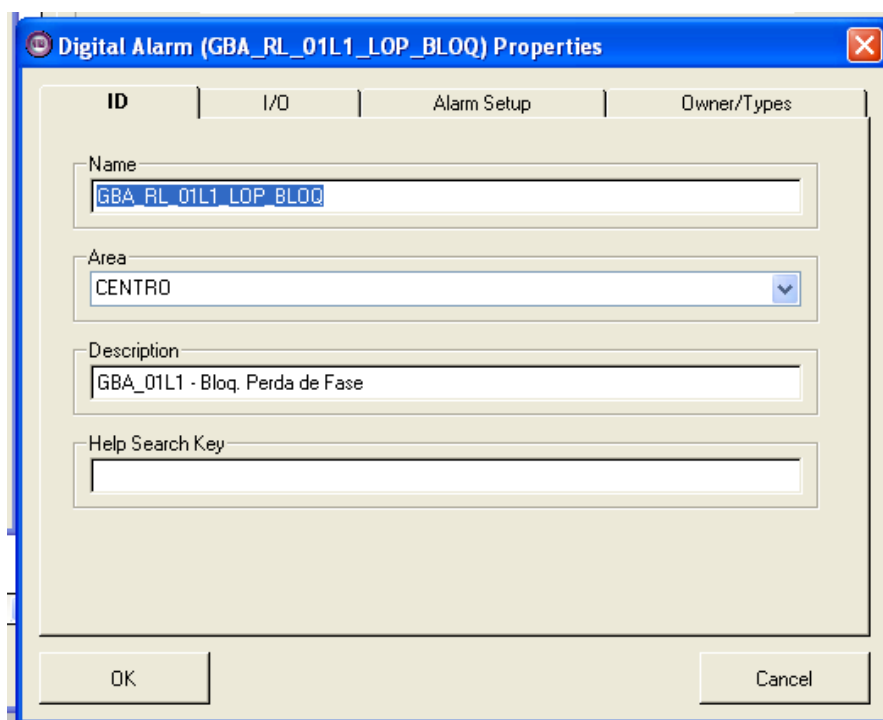 Digital Alarm (GBA_RL_01L1_LOP_BLOQ) Properties
ID I/O Alarm Setup Owner/Types
Name
GBA_RL_01L1_LOP_BLOQ
Area
CENTRO
Description
GBA_01L1 - Bloq. Perda de Fase
Help Search Key
OK Cancel